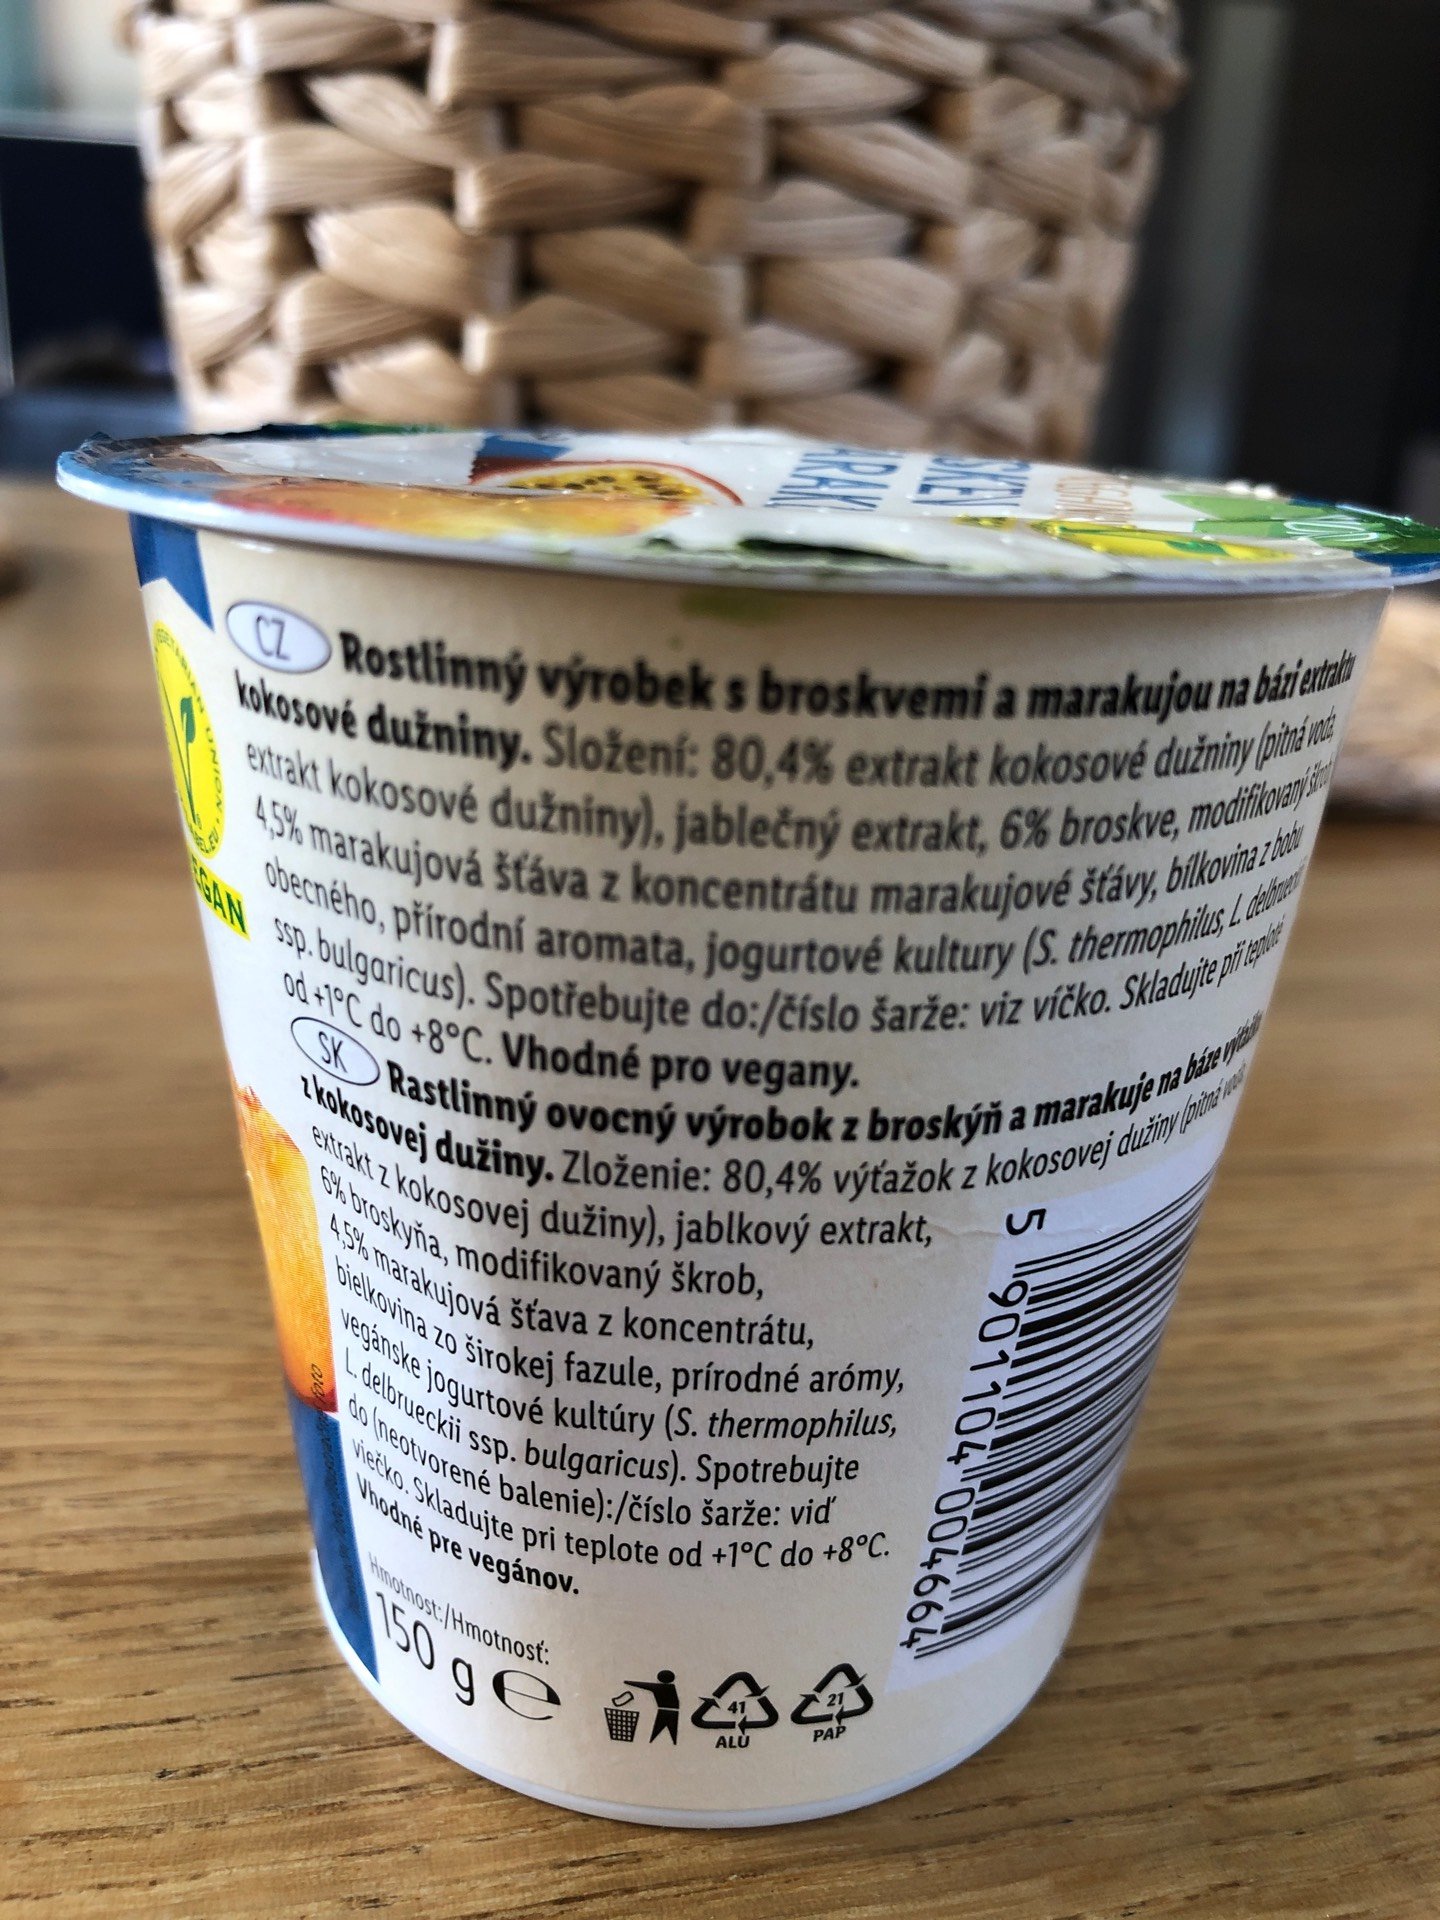 CZ
Rostlinný výrobek s broskvemi a marakujou na bázi extraktu
kokosové dužniny. Složení: 80,4% extrakt kokosové dužniny (pitná voda,
extrakt kokosové dužniny), jablečný extrakt, 6% broskve, modifikovaný škrob
4,5% marakujová šťáva z koncentrátu marakujové šťávy, bílkovina z bobu
obecného, přírodní aromata, jogurtové kultury (S. thermophilus, L. delbrueckii
ssp. bulgaricus). Spotřebujte do:/číslo šarže: viz víčko. Skladujte při teplotě
od +1°C do +8°C. Vhodné pro vegany.
SK
Rastlinný ovocný výrobok z broskýň a marakuje na báze výťažku
z kokosovej dužiny. Zloženie: 80,4% výťažok z kokosovej dužiny (pitná voda,
extrakt z kokosovej dužiny), jablkový extrakt,
6% broskyňa, modifikovaný škrob,
4,5% marakujová šťava z koncentrátu,
bielkovina zo širokej fazule, prírodné arómy,
vegánske jogurtové kultúry (S. thermophilus,
L. delbrueckii ssp. bulgaricus). Spotrebujte
do (neotvorené balenie):/číslo šarže: viď
viečko. Skladujte pri teplote od +1°C do +8°C.
Vhodné pre vegánov.
Hmotnost:/Hmotnosť:
150 g e
41
ALU
21
PAP
5 901104 004664